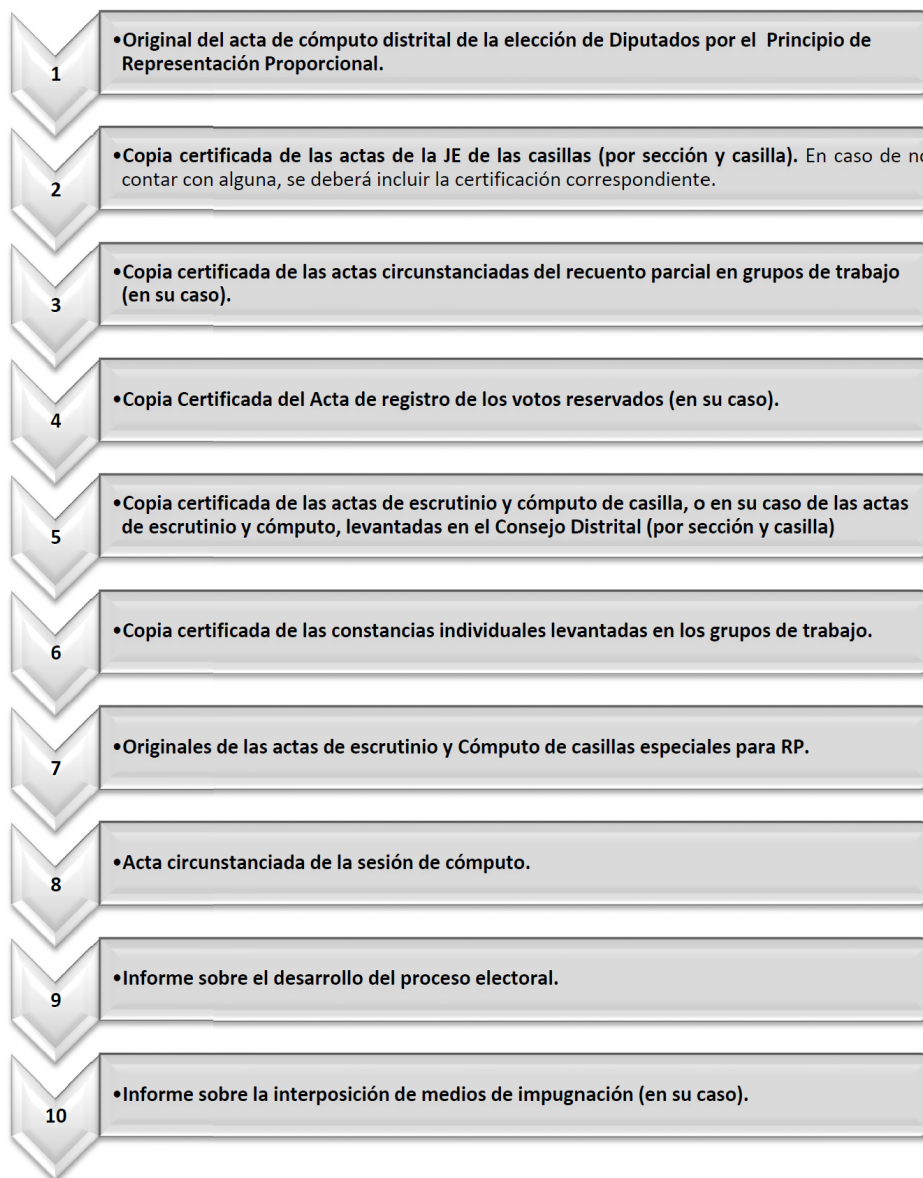 1
•Original del acta de cómputo distrital de la elección de Diputados por el Principio de
Representación Proporcional.
2
•Copia certificada de las actas de la JE de las casillas (por sección y casilla). En caso de no
contar con alguna, se deberá incluir la certificación correspondiente.
3
•Copia certificada de las actas circunstanciadas del recuento parcial en grupos de trabajo
(en su caso).
4
•Copia Certificada del Acta de registro de los votos reservados (en su caso).
5
•Copia certificada de las actas de escrutinio y cómputo de casilla, o en su caso de las actas
de escrutinio y cómputo, levantadas en el Consejo Distrital (por sección y casilla)
6
•Copia certificada de las constancias individuales levantadas en los grupos de trabajo.
7
•Originales de las actas de escrutinio y Cómputo de casillas especiales para RP.
8
•Acta circunstanciada de la sesión de cómputo.
9
•Informe sobre el desarrollo del proceso electoral.
10
•Informe sobre la interposición de medios de impugnación (en su caso).